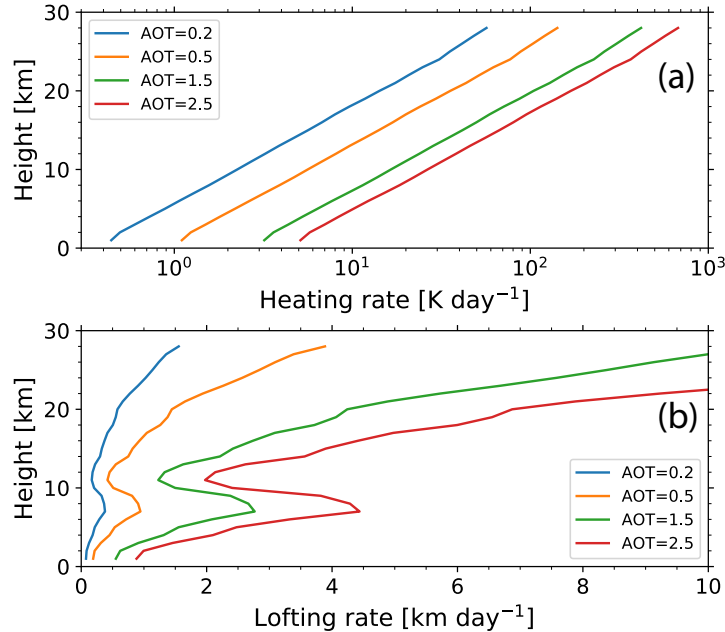 30
20
10
0
Height [km]
AOT=0.2
AOT=0.5
AOT=1.5
AOT=2.5
(a)
10⁰ 10¹ 10² 10³
Heating rate [K day⁻¹]
30
20
10
0
Height [km]
(b)
AOT=0.2
AOT=0.5
AOT=1.5
AOT=2.5
0 2 4 6 8 10
Lofting rate [km day⁻¹]